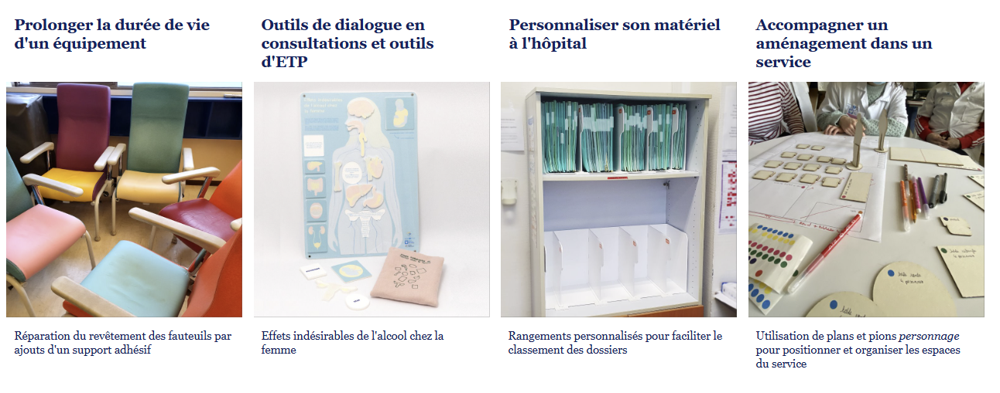 Prolonger la durée de vie
d'un équipement
Outils de dialogue en
consultations et outils
d'ETP
Personnaliser son matériel
à l'hôpital
Accompagner un
aménagement dans un
service
Réparation du revêtement des fauteuils par
ajouts d'un support adhésif
Effets indésirables de l'alcool chez la
femme
Rangements personnalisés pour faciliter le
classement des dossiers
Utilisation de plans et pions personnage
pour positionner et organiser les espaces
du service